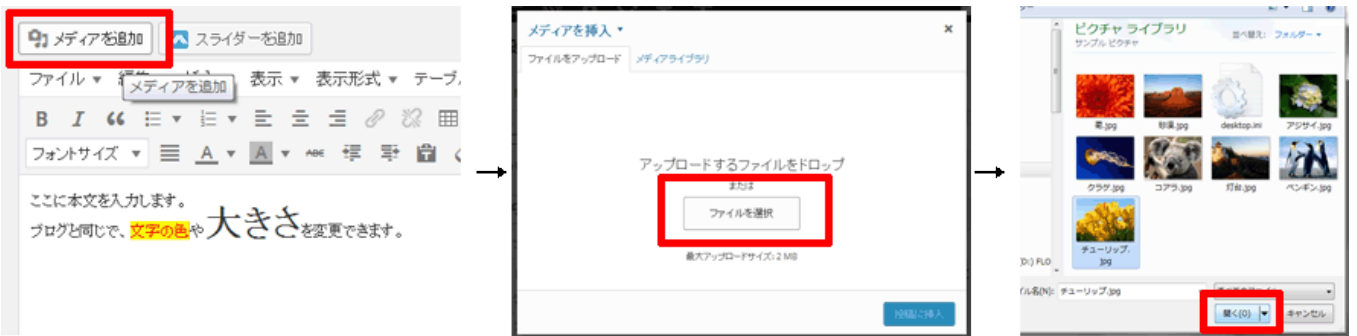 メディアを追加 スライダーを追加
ファイル 表示 表示形式 テーブ
メディアを追加
B I
フォントサイズ A A ABC
ここに本文を入力します。
ブログと同じで、文字の色や大きさを変更できます。
メディアを挿入 ×
ファイルをアップロード メディアライブラリ
アップロードするファイルをドロップ
または
ファイルを選択
最大アップロードサイズ: 2 MB
投稿に挿入
ピクチャ ライブラリ
サンプル ピクチャ
並べ替え: フォルダー
菊.jpg 砂漠.jpg desktop.ini アジサイ.jpg
クラゲ.jpg コアラ.jpg 灯台.jpg ペンギン.jpg
チューリップ.
jpg
(D:) FLO
イル名(N): チューリップ.jpg
開く(O) キャンセル